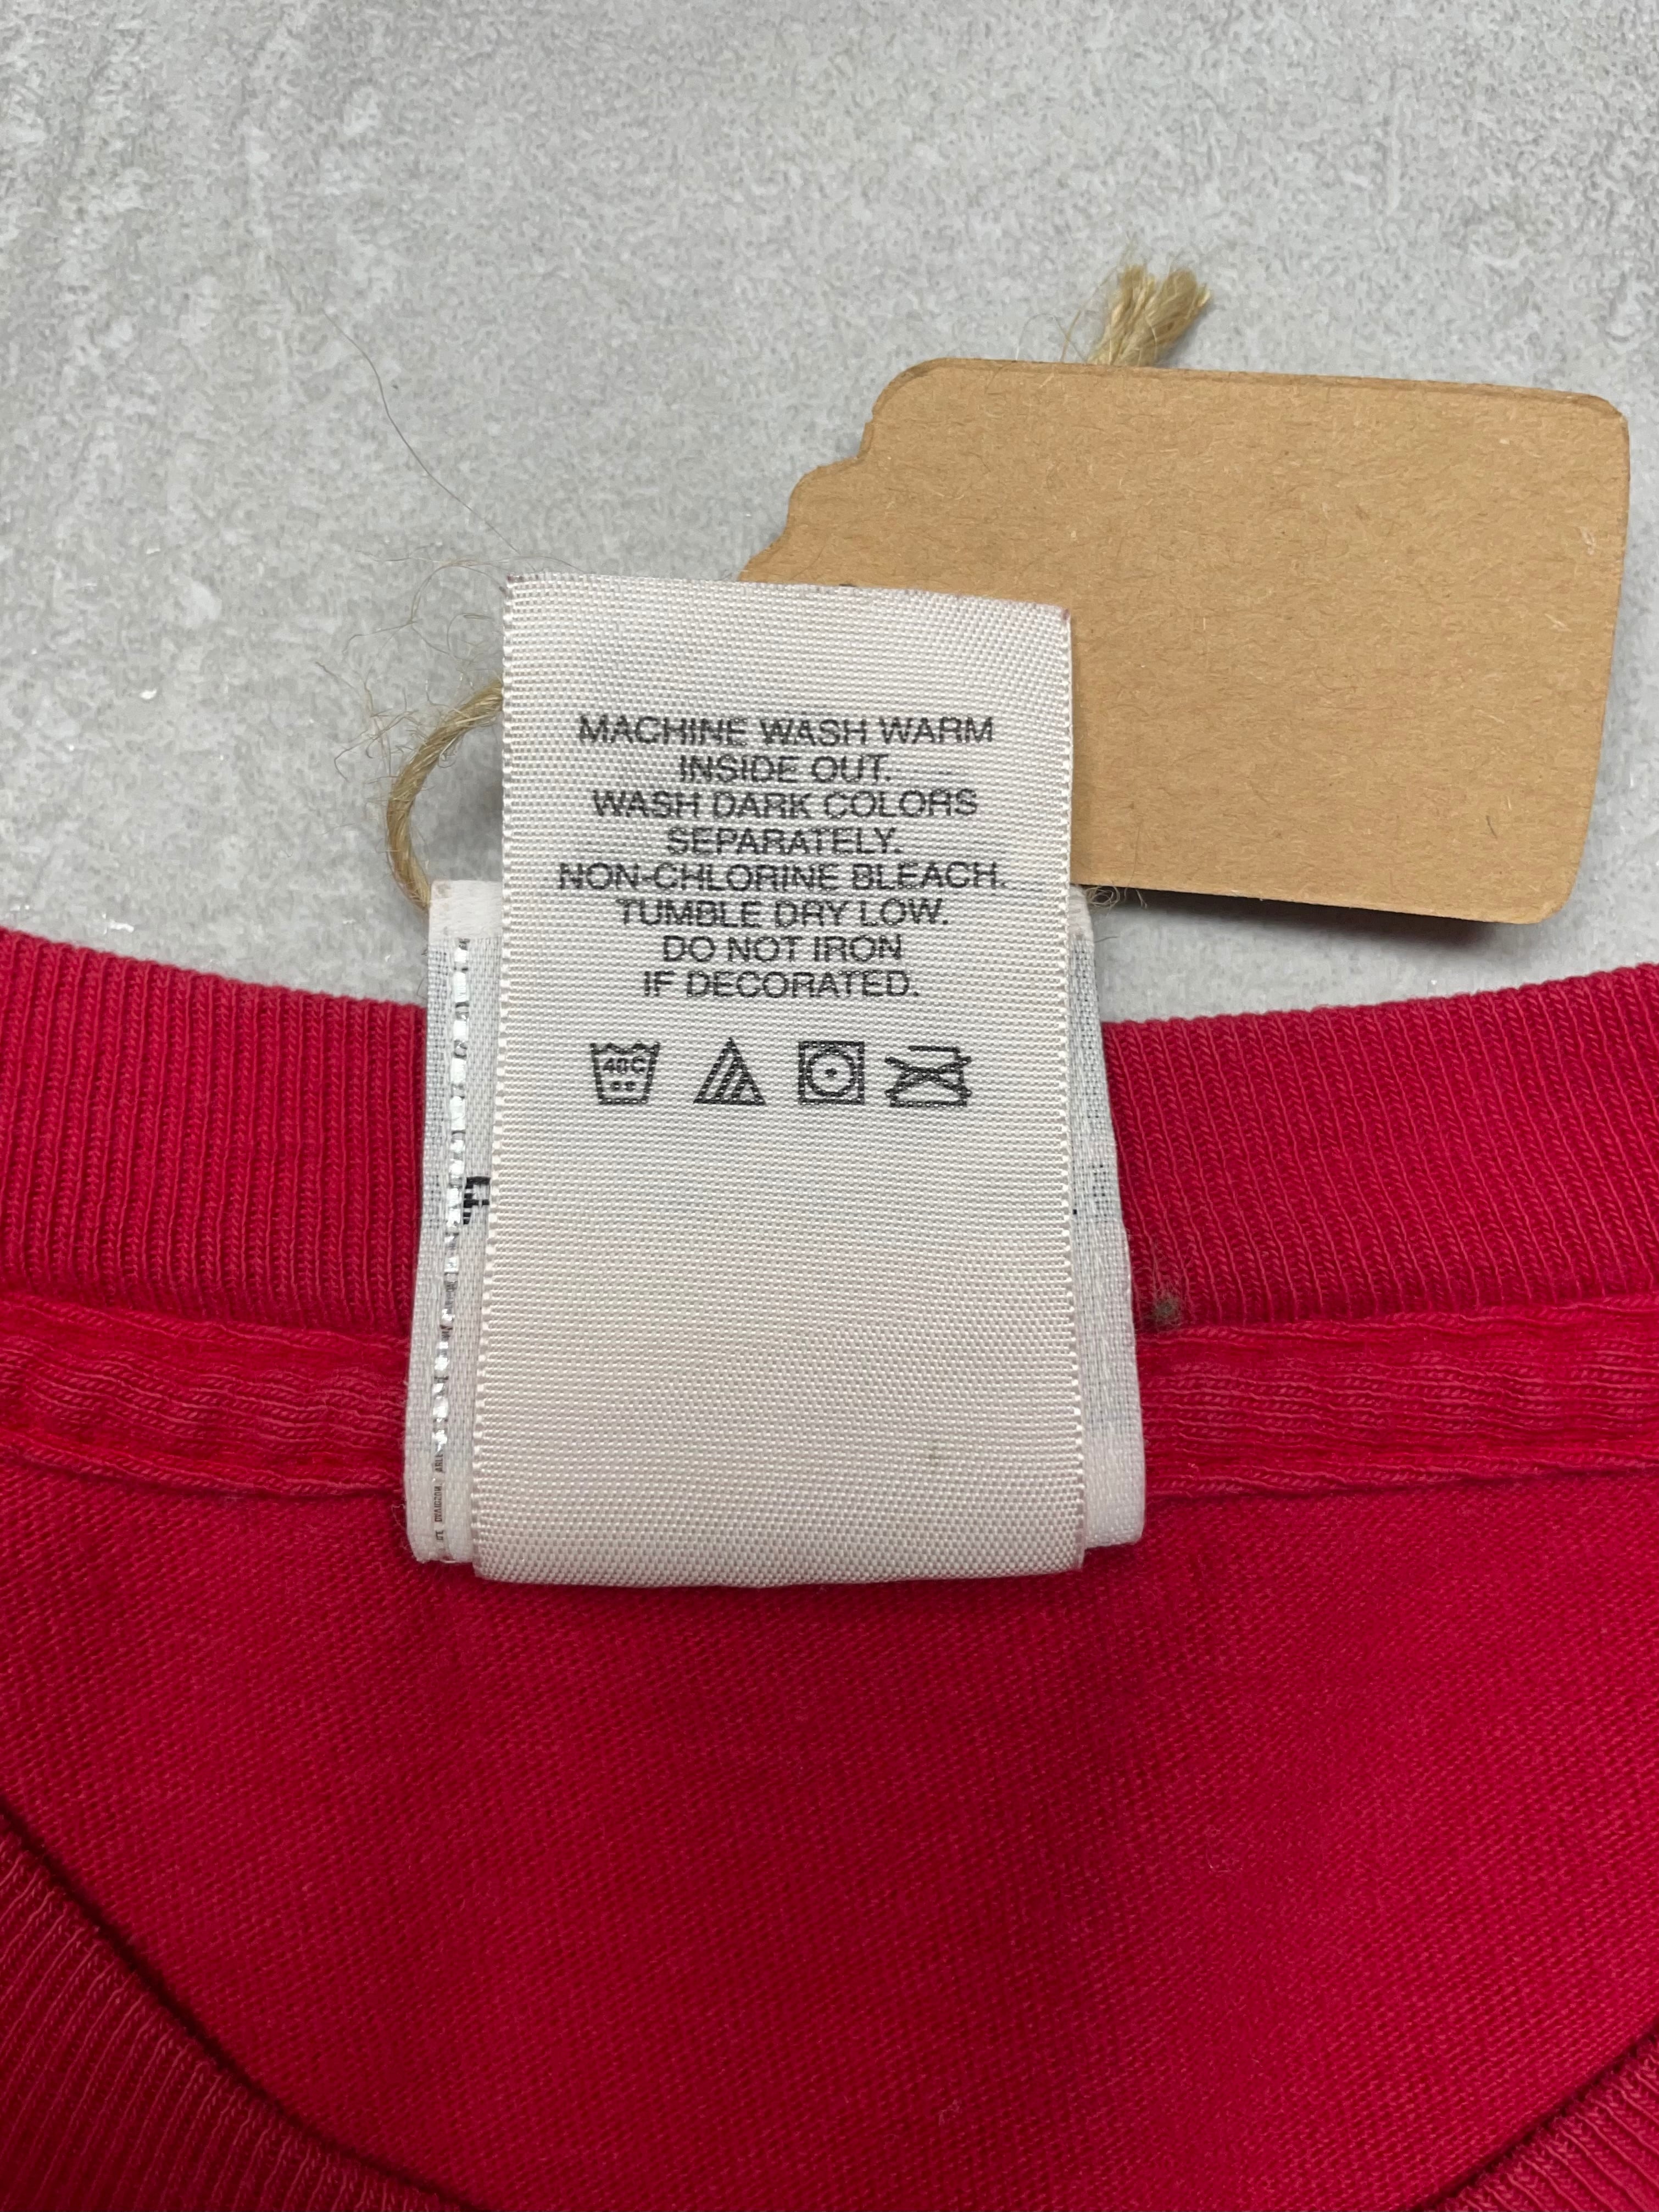 MACHINE WASH WARM
INSIDE OUT.
WASH DARK COLORS
SEPARATELY.
NON-CHLORINE BLEACH.
TUMBLE DRY LOW.
DO NOT IRON
IF DECORATED.
40C